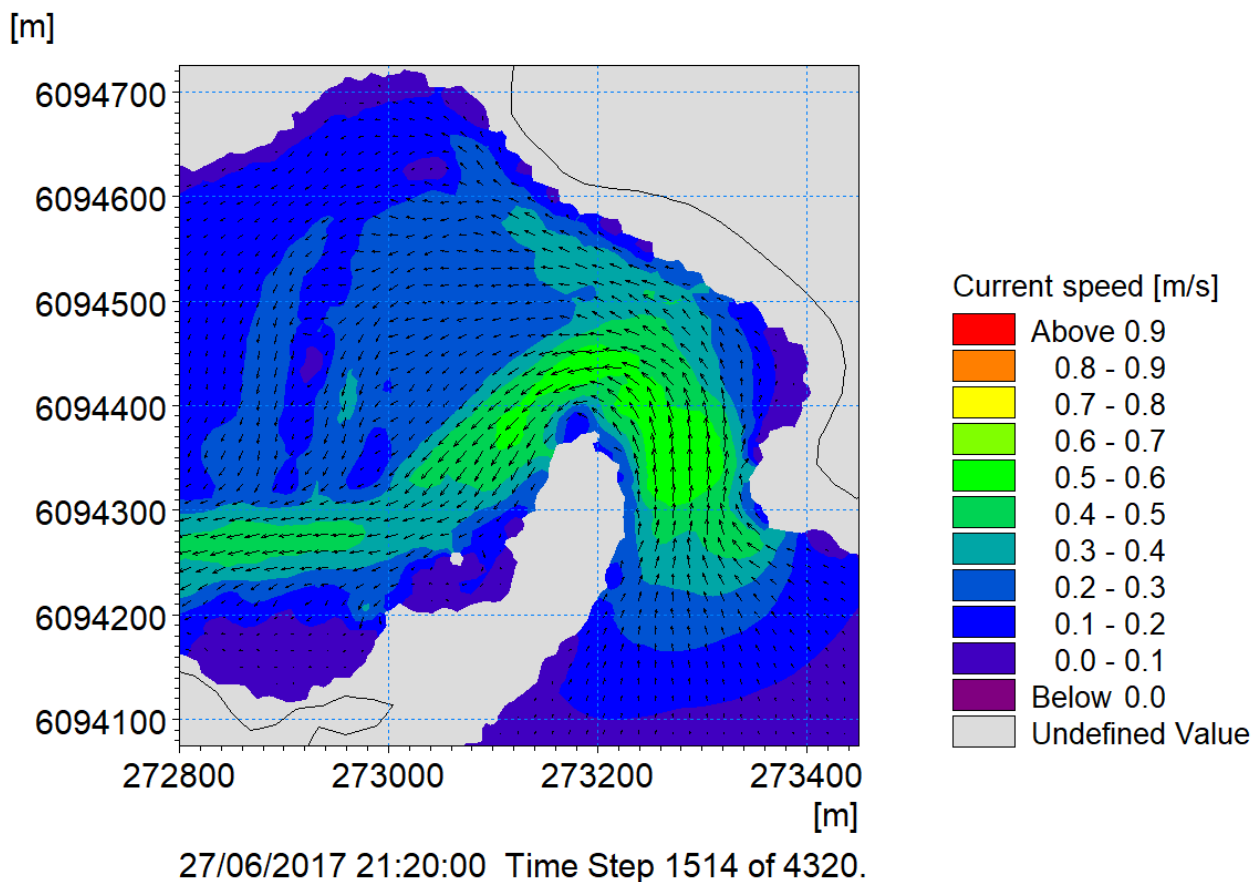 [m]
6094700
6094600
6094500
6094400
6094300
6094200
6094100
272800 273000 273200 273400
[m]
27/06/2017 21:20:00 Time Step 1514 of 4320.
Current speed [m/s]
Above 0.9
0.8 - 0.9
0.7 - 0.8
0.6 - 0.7
0.5 - 0.6
0.4 - 0.5
0.3 - 0.4
0.2 - 0.3
0.1 - 0.2
0.0 - 0.1
Below 0.0
Undefined Value